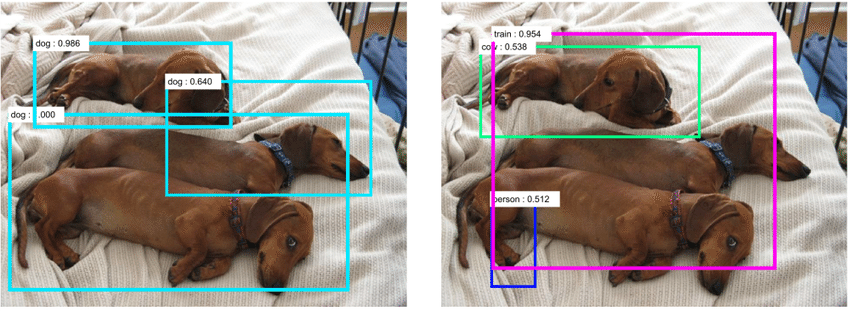 dog : 0.986
dog : 0.640
dog : .000
train : 0.954
cow : 0.538
person : 0.512